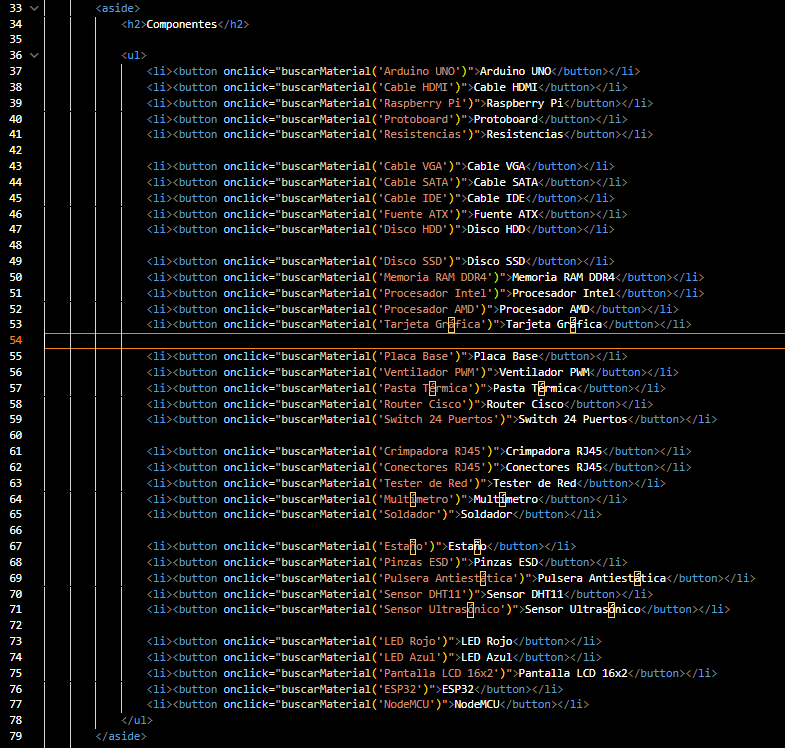 33 <aside>
34 <h2>Componentes</h2>
35
36 <ul>
37 <li><button onclick="buscarMaterial('Arduino UNO')">Arduino UNO</button></li>
38 <li><button onclick="buscarMaterial('Cable HDMI')">Cable HDMI</button></li>
39 <li><button onclick="buscarMaterial('Raspberry Pi')">Raspberry Pi</button></li>
40 <li><button onclick="buscarMaterial('Protoboard')">Protoboard</button></li>
41 <li><button onclick="buscarMaterial('Resistencias')">Resistencias</button></li>
42
43 <li><button onclick="buscarMaterial('Cable VGA')">Cable VGA</button></li>
44 <li><button onclick="buscarMaterial('Cable SATA')">Cable SATA</button></li>
45 <li><button onclick="buscarMaterial('Cable IDE')">Cable IDE</button></li>
46 <li><button onclick="buscarMaterial('Fuente ATX')">Fuente ATX</button></li>
47 <li><button onclick="buscarMaterial('Disco HDD')">Disco HDD</button></li>
48
49 <li><button onclick="buscarMaterial('Disco SSD')">Disco SSD</button></li>
50 <li><button onclick="buscarMaterial('Memoria RAM DDR4')">Memoria RAM DDR4</button></li>
51 <li><button onclick="buscarMaterial('Procesador Intel')">Procesador Intel</button></li>
52 <li><button onclick="buscarMaterial('Procesador AMD')">Procesador AMD</button></li>
53 <li><button onclick="buscarMaterial('Tarjeta Gráfica')">Tarjeta Gráfica</button></li>
54
55 <li><button onclick="buscarMaterial('Placa Base')">Placa Base</button></li>
56 <li><button onclick="buscarMaterial('Ventilador PWM')">Ventilador PWM</button></li>
57 <li><button onclick="buscarMaterial('Pasta Térmica')">Pasta Térmica</button></li>
58 <li><button onclick="buscarMaterial('Router Cisco')">Router Cisco</button></li>
59 <li><button onclick="buscarMaterial('Switch 24 Puertos')">Switch 24 Puertos</button></li>
60
61 <li><button onclick="buscarMaterial('Crimpadora RJ45')">Crimpadora RJ45</button></li>
62 <li><button onclick="buscarMaterial('Conectores RJ45')">Conectores RJ45</button></li>
63 <li><button onclick="buscarMaterial('Tester de Red')">Tester de Red</button></li>
64 <li><button onclick="buscarMaterial('Multímetro')">Multímetro</button></li>
65 <li><button onclick="buscarMaterial('Soldador')">Soldador</button></li>
66
67 <li><button onclick="buscarMaterial('Estaño')">Estaño</button></li>
68 <li><button onclick="buscarMaterial('Pinzas ESD')">Pinzas ESD</button></li>
69 <li><button onclick="buscarMaterial('Pulsera Antiestática')">Pulsera Antiestática</button></li>
70 <li><button onclick="buscarMaterial('Sensor DHT11')">Sensor DHT11</button></li>
71 <li><button onclick="buscarMaterial('Sensor Ultrasónico')">Sensor Ultrasónico</button></li>
72
73 <li><button onclick="buscarMaterial('LED Rojo')">LED Rojo</button></li>
74 <li><button onclick="buscarMaterial('LED Azul')">LED Azul</button></li>
75 <li><button onclick="buscarMaterial('Pantalla LCD 16x2')">Pantalla LCD 16x2</button></li>
76 <li><button onclick="buscarMaterial('ESP32')">ESP32</button></li>
77 <li><button onclick="buscarMaterial('NodeMCU')">NodeMCU</button></li>
78 </ul>
79 </aside>